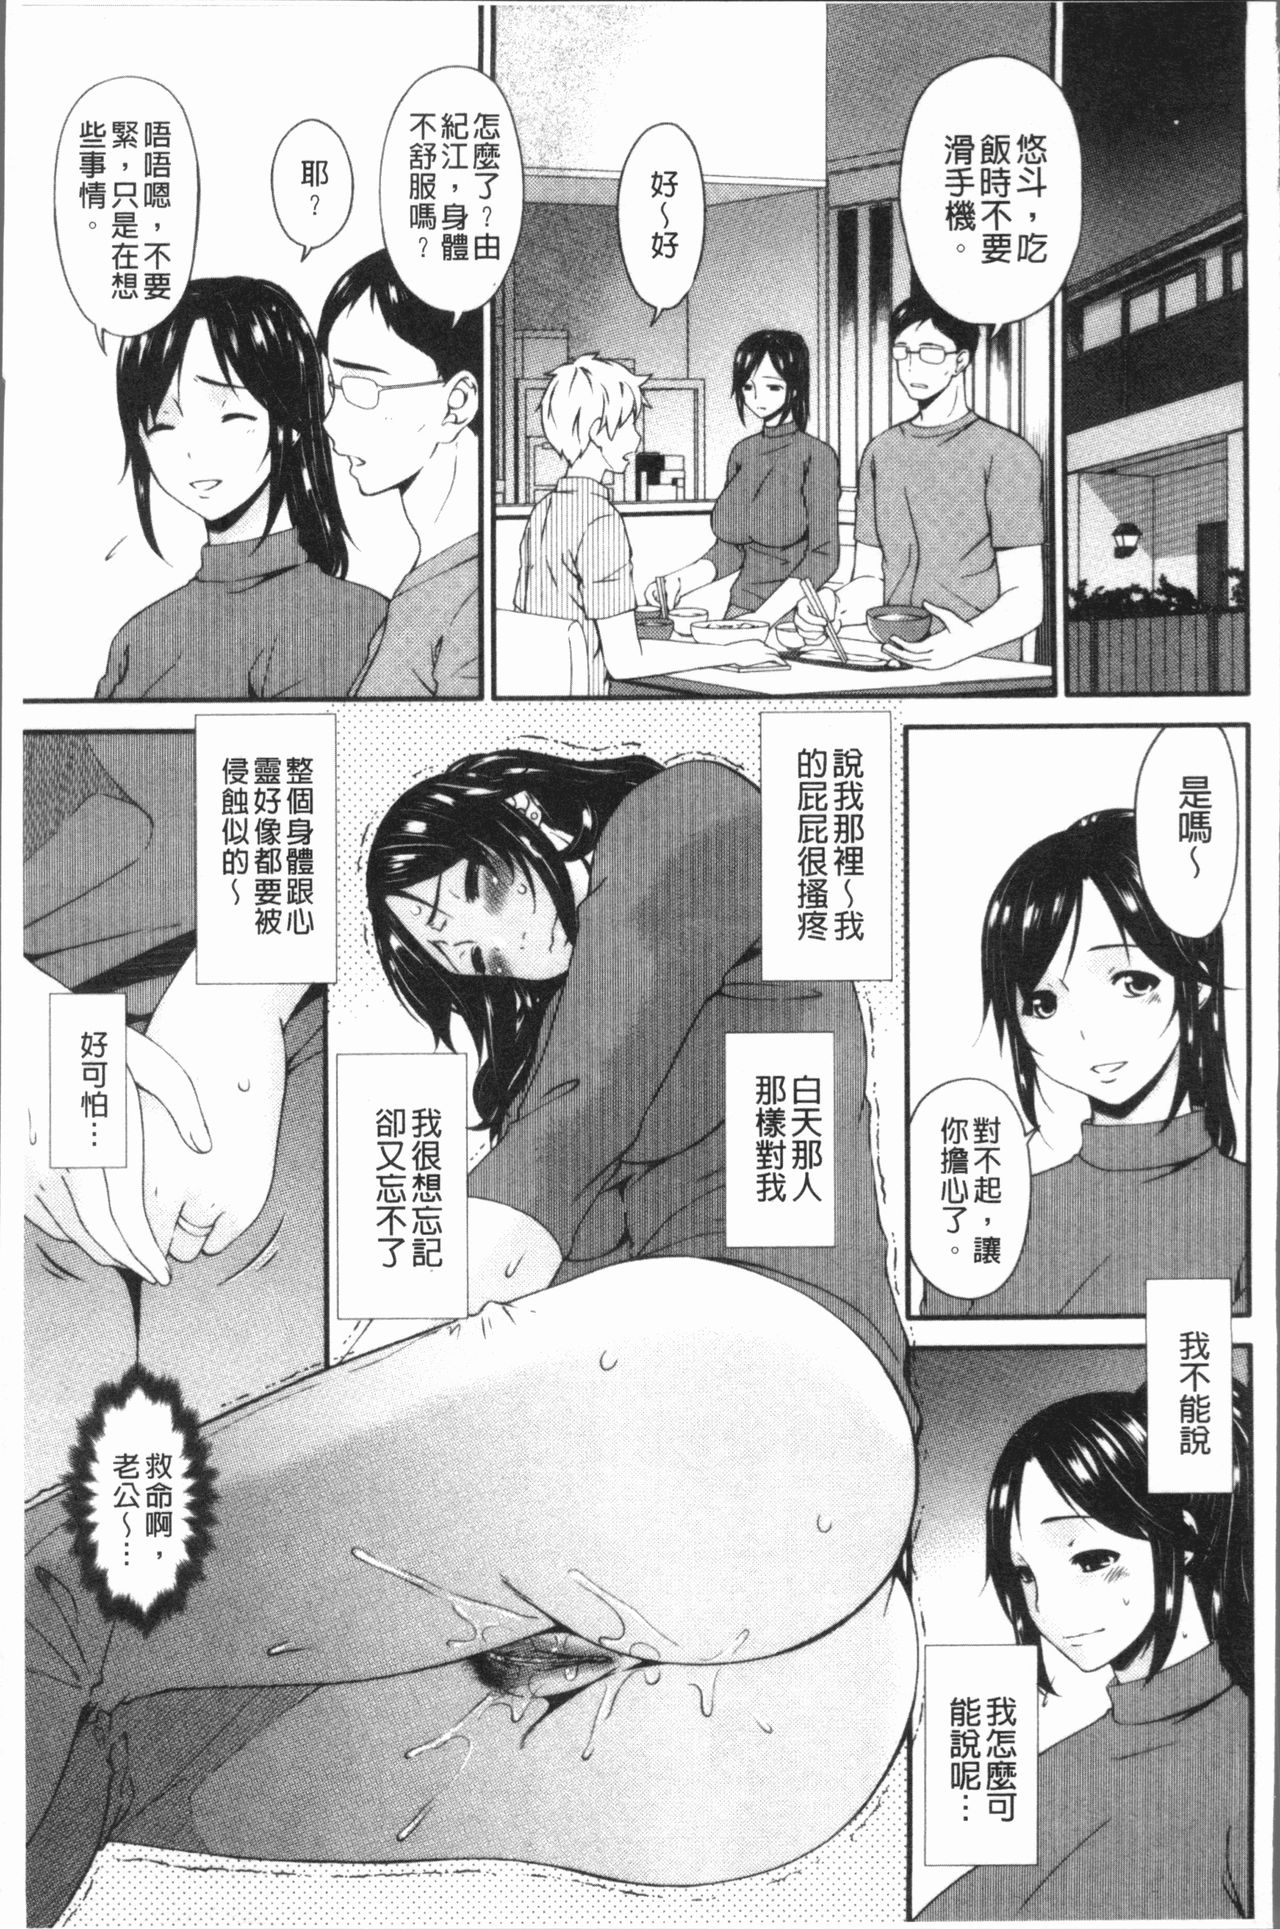 悠斗，吃
飯時不要
滑手機。
好～好
怎麼了？由
紀江，身體
不舒服嗎？
耶？
唔唔嗯，不要
緊，只是在想
些事情。
是嗎～
對不起，讓
你擔心了。
我不能說
我怎麼可
能說呢…
說我那裡～我
的屁屁很搔疼
白天那人
那樣對我
我很想忘記
卻又忘不了
整個身體跟心
靈好像都要被
侵蝕似的～
好可怕…
救命啊，
老公～…